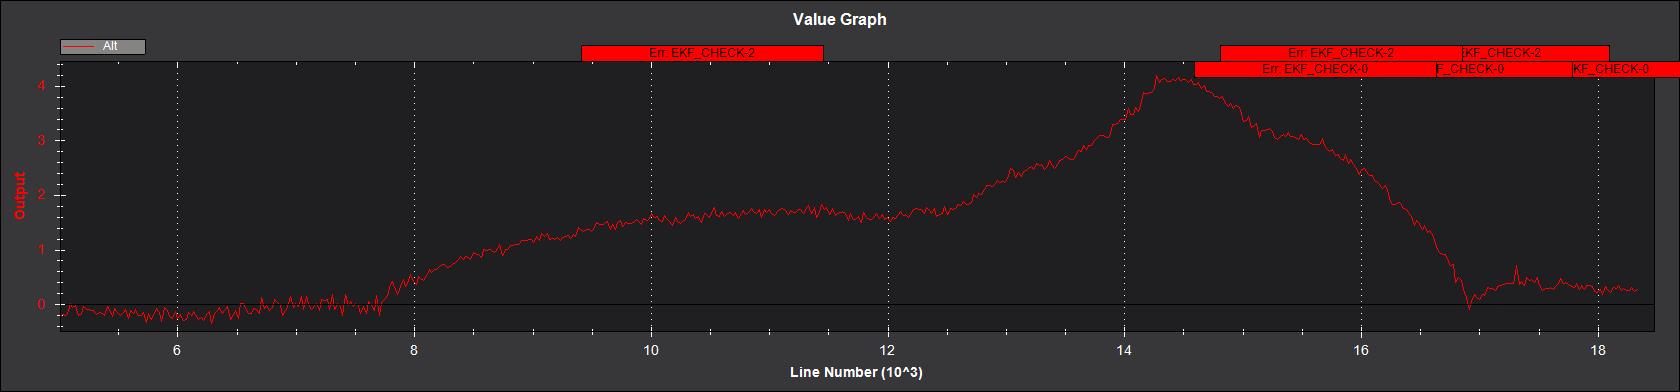 Value Graph
Alt
Err: EKF_CHECK-2
Err: EKF_CHECK-2
KF_CHECK-2
Err: EKF_CHECK-0
F_CHECK-0
KF_CHECK-0
Output
4
3
2
1
0
6
8
10
12
14
16
18
Line Number (10^3)